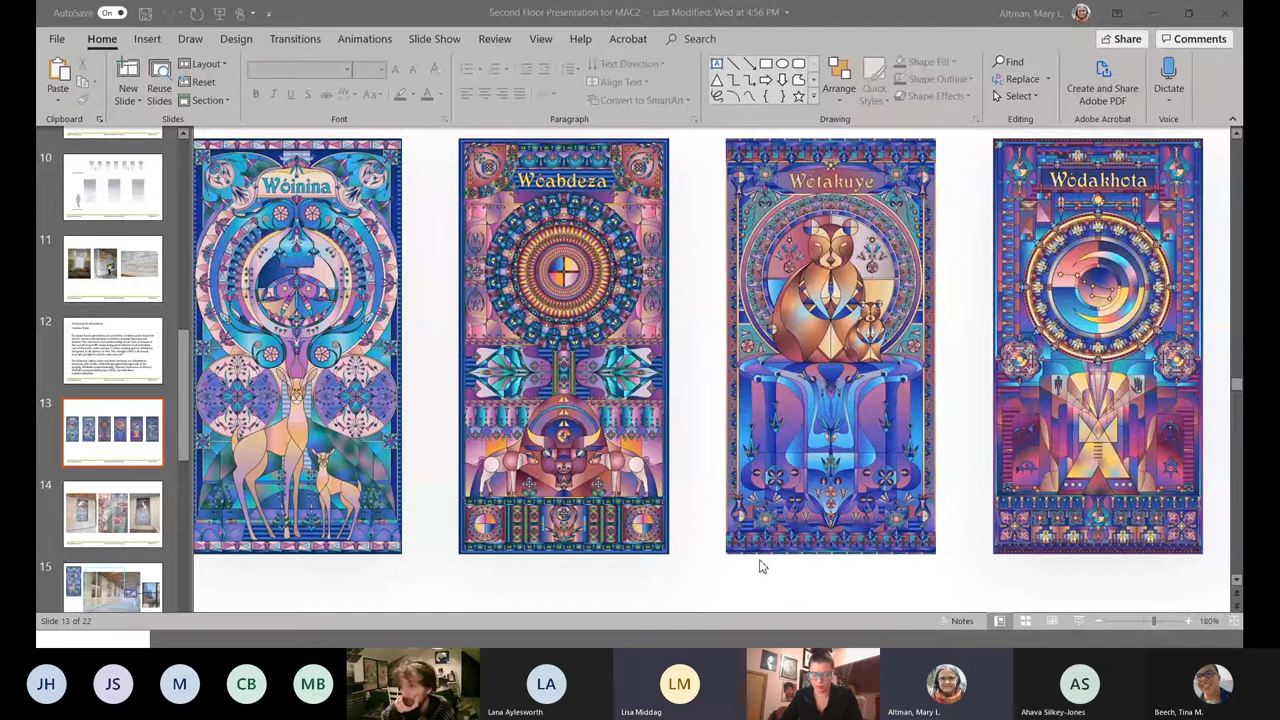 AutoSave On
Second Floor Presentation for MAC2 - Last Modified: Wed at 4:56 PM
Altman, Mary L.
File Home Insert Draw Design Transitions Animations Slide Show Review View Help Acrobat Search
Share Comments
Paste
New Slide
Reuse Slides
Layout
Reset
Section
Text Direction
Align Text
Convert to SmartArt
Arrange
Quick Styles
Shape Fill
Shape Outline
Shape Effects
Find
Replace
Select
Create and Share Adobe PDF
Dictate
Clipboard Slides Font Paragraph Drawing Editing Adobe Acrobat Voice
10
11
12
13
14
15
Wóinina
Wóabdeza
Wótakuye
Wódakhota
Slide 13 of 22
Notes
180%
JH
JS
M
CB
MB
LA
Lana Aylesworth
LM
Lisa Middag
Altman, Mary L.
AS
Ahava Silkey-Jones
Beech, Tina M.